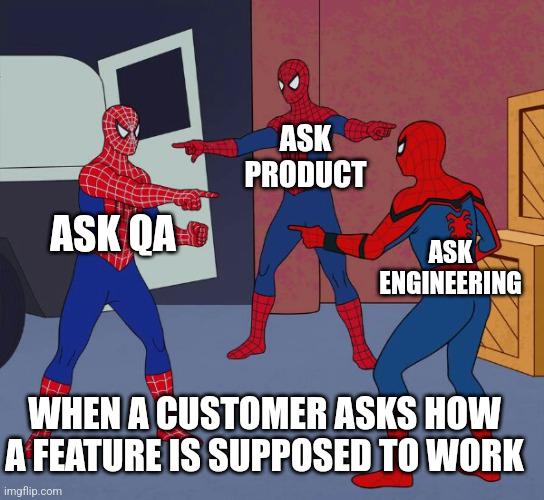 ASK
PRODUCT
ASK QA
ASK
ENGINEERING
WHEN A CUSTOMER ASKS HOW
A FEATURE IS SUPPOSED TO WORK
imgflip.com